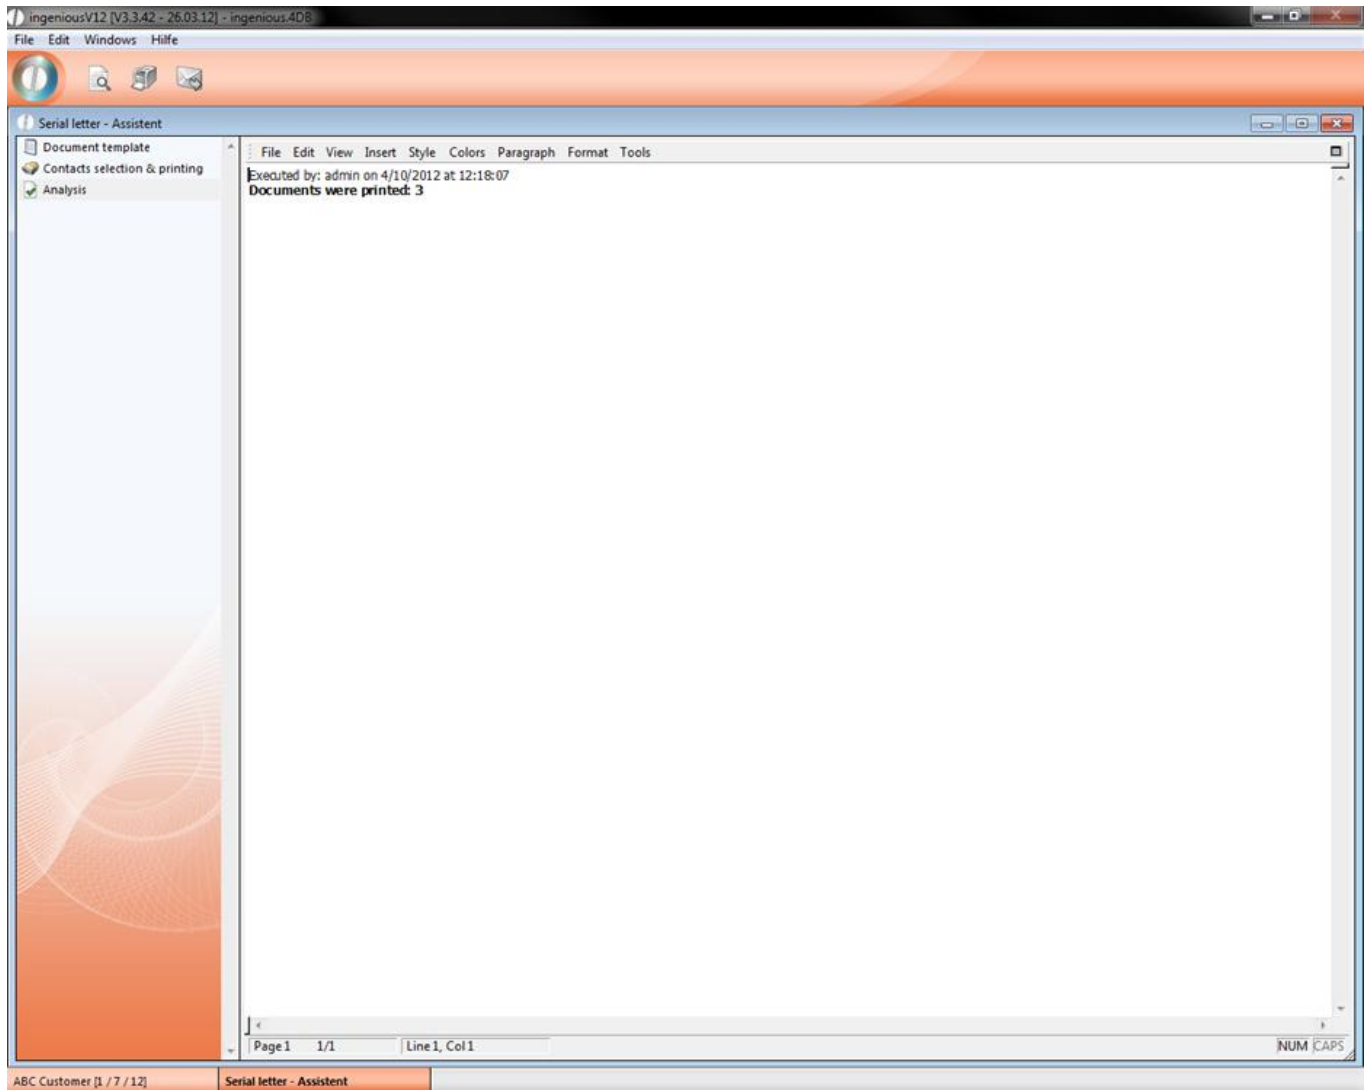 ingeniousV12 [V3.3.42 - 26.03.12] - ingenious.4DB
File Edit Windows Hilfe
Serial letter - Assistent
Document template
Contacts selection & printing
Analysis
File Edit View Insert Style Colors Paragraph Format Tools
Executed by: admin on 4/10/2012 at 12:18:07
Documents were printed: 3
Page 1 1/1 Line 1, Col 1 NUM CAPS
ABC Customer [1 / 7 / 12] Serial letter - Assistent